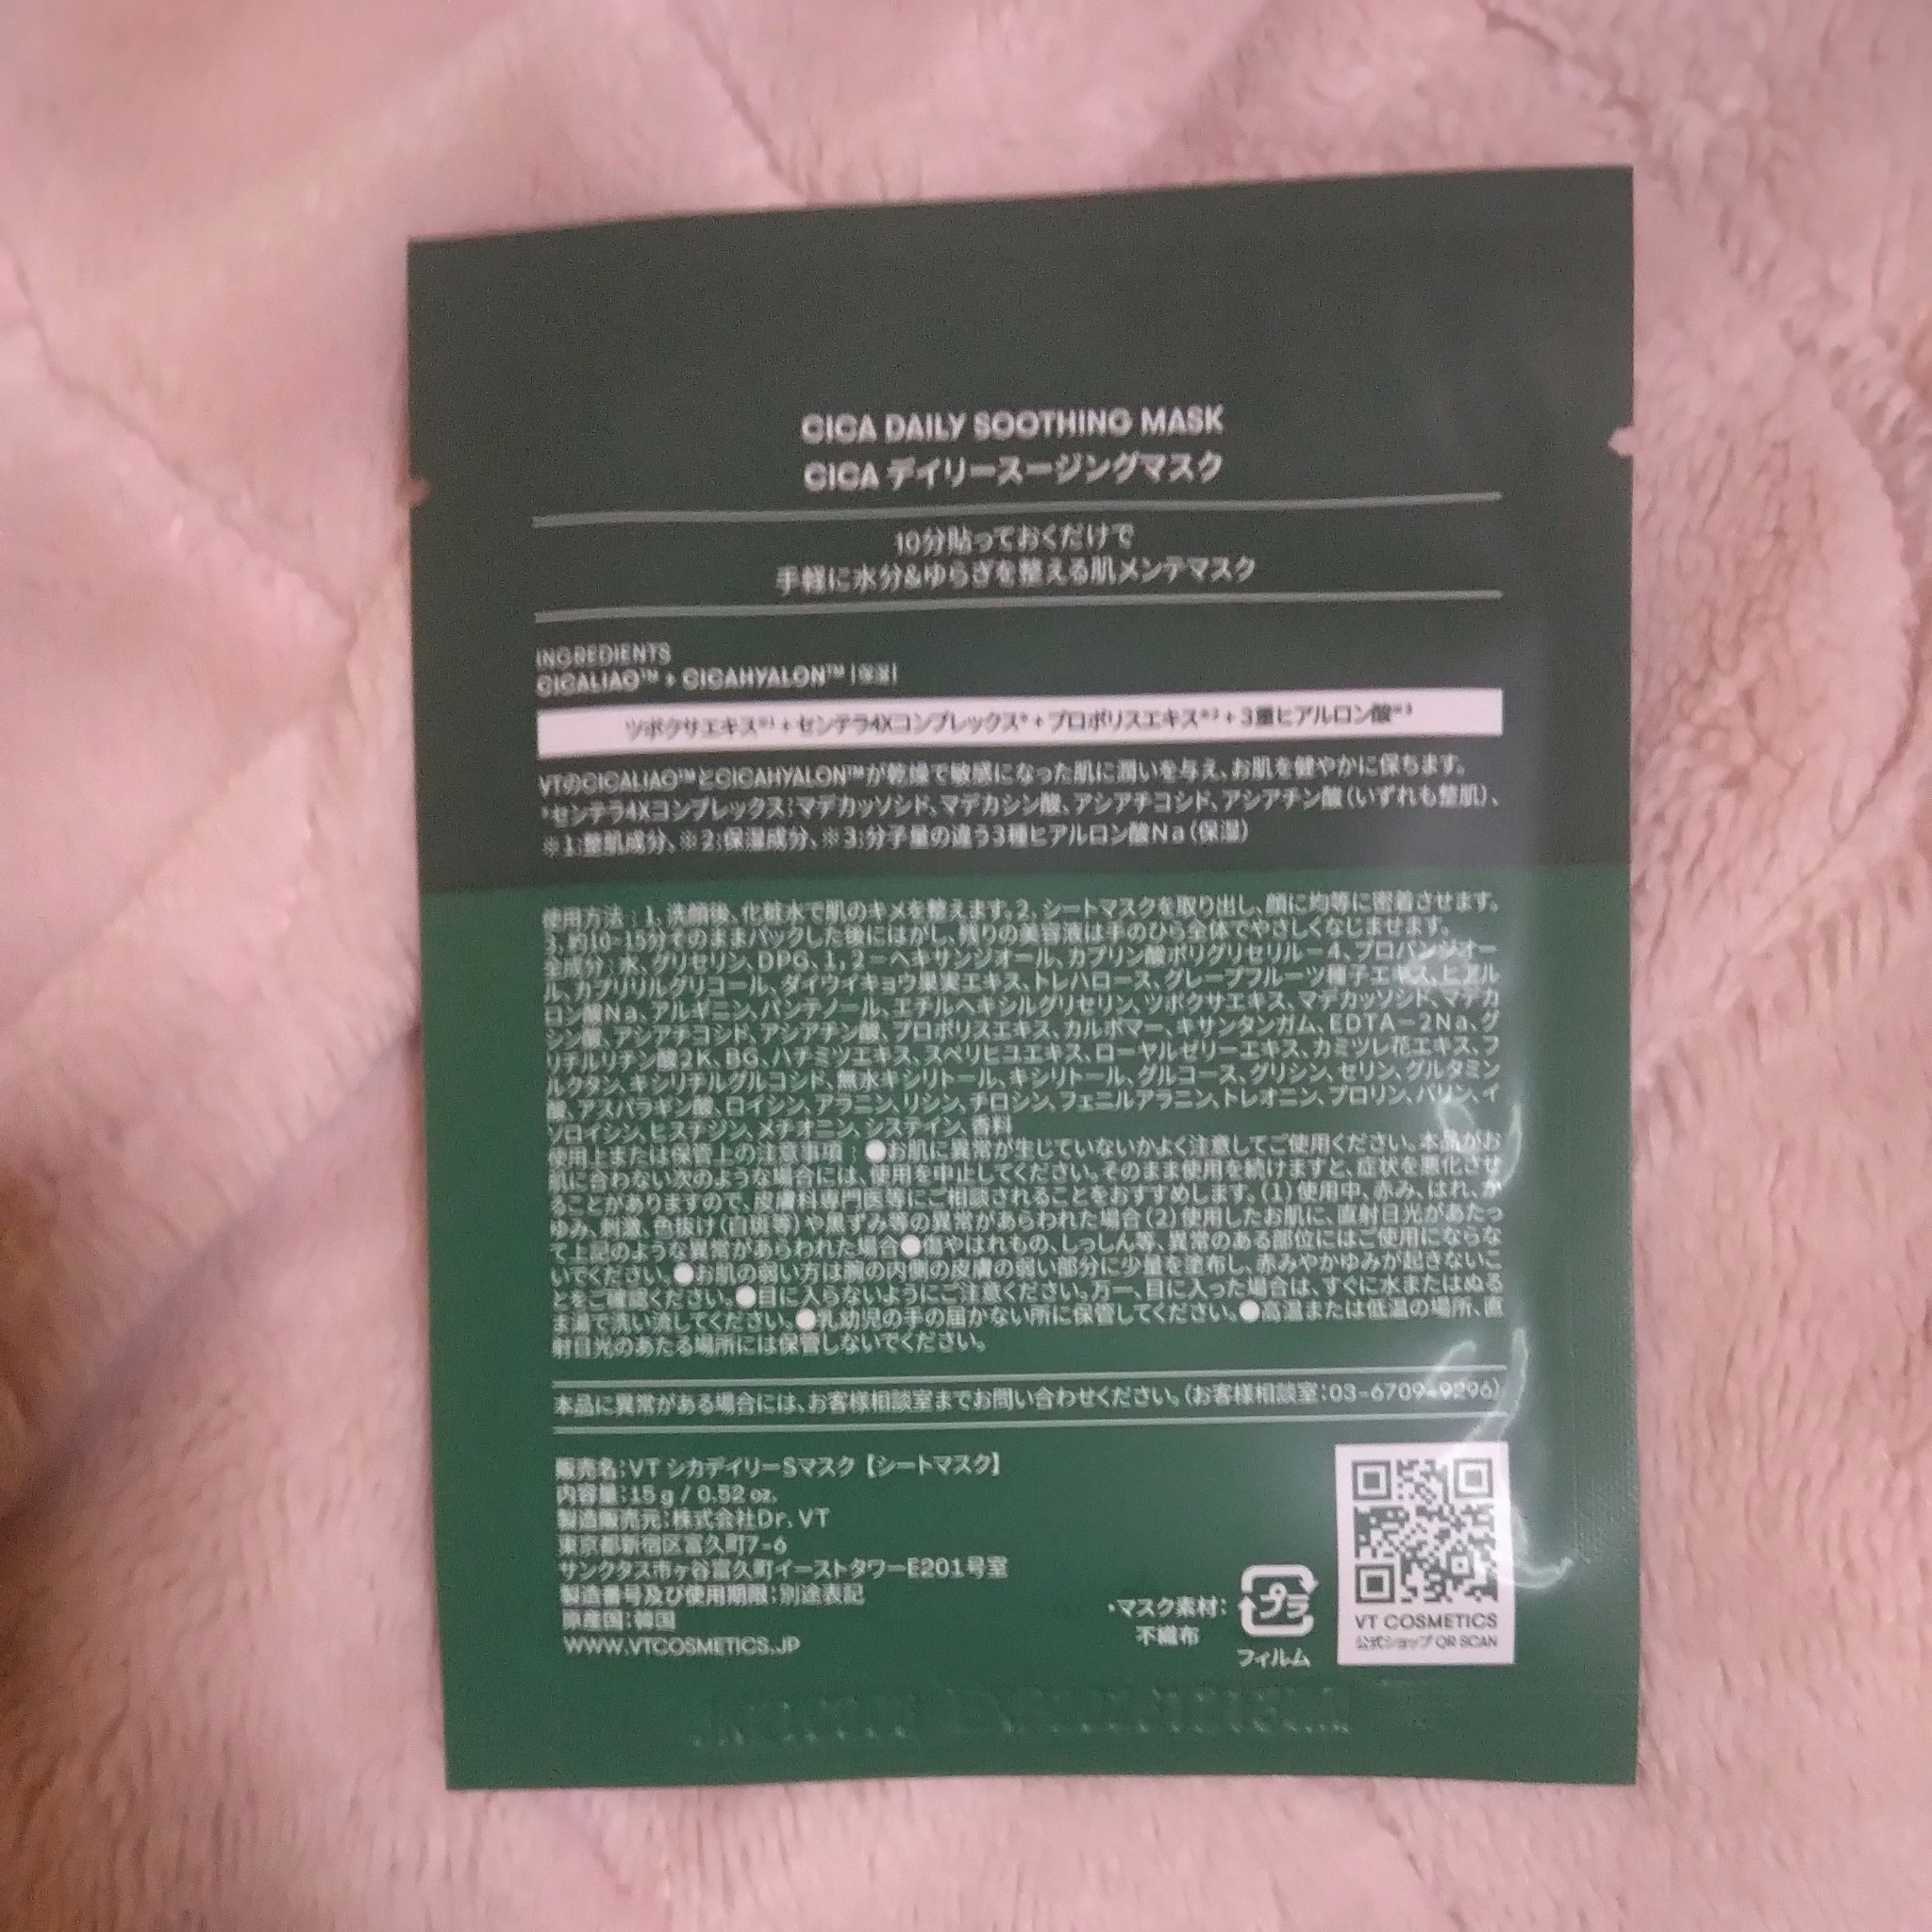 CICA DAILY SOOTHING MASK
CICA デイリースージングマスク
10分貼っておくだけで
手軽に水分&ゆらぎを整える肌メンテマスク
INGREDIENTS
CICALIAO™ + CICAHYALON™ |保湿|
ツボクサエキス※1 + センテラ4Xコンプレックス* + プロポリスエキス※2 + 3重ヒアルロン酸※3
VTのCICALIAO™とCICAHYALON™が乾燥で敏感になった肌に潤いを与え、お肌を健やかに保ちます。
*センテラ4Xコンプレックス:マデカッソシド、マデカシン酸、アシアチコシド、アシアチン酸(いずれも整肌)、
※1:整肌成分、※2:保湿成分、※3:分子量の違う3種ヒアルロン酸Na(保湿)
使用方法:1. 洗顔後、化粧水で肌のキメを整えます。2. シートマスクを取り出し、顔に均等に密着させます。
3. 約10~15分そのままパックした後にはがし、残りの美容液は手のひら全体でやさしくなじませます。
全成分:水、グリセリン、DPG、1,2-ヘキサンジオール、カプリン酸ポリグリセリル-4、プロパンジオー
ル、カプリリルグリコール、ダイウイキョウ果実エキス、トレハロース、グレープフルーツ種子エキス、ヒアル
ロン酸Na、アルギニン、パンテノール、エチルヘキシルグリセリン、ツボクサエキス、マデカッソシド、マデカ
シン酸、アシアチコシド、アシアチン酸、プロポリスエキス、カルボマー、キサンタンガム、EDTA-2Na、グ
リチルリチン酸2K、BG、ハチミツエキス、スベリヒユエキス、ローヤルゼリーエキス、カミツレ花エキス、フ
ルクタン、キシリチルグルコシド、無水キシリトール、キシリトール、グルコース、グリシン、セリン、グルタミン
酸、アスパラギン酸、ロイシン、アラニン、リシン、チロシン、フェニルアラニン、トレオニン、プロリン、バリン、イ
ソロイシン、ヒスチジン、メチオニン、システイン、香料
使用上または保管上の注意事項:●お肌に異常が生じていないかよく注意してご使用ください。本品がお
肌に合わない次のような場合には、使用を中止してください。そのまま使用を続けますと、症状を悪化させ
ることがありますので、皮膚科専門医等にご相談されることをおすすめします。(1)使用中、赤み、はれ、か
ゆみ、刺激、色抜け(白斑等)や黒ずみ等の異常があらわれた場合(2)使用したお肌に、直射日光があたっ
て上記のような異常があらわれた場合●傷やはれもの、しっしん等、異常のある部位にはご使用にならな
いでください。●お肌の弱い方は腕の内側の皮膚の弱い部分に少量を塗布し、赤みやかゆみが起きないこ
とをご確認ください。●目に入らないようにご注意ください。万一、目に入った場合は、すぐに水またはぬる
ま湯で洗い流してください。●乳幼児の手の届かない所に保管してください。●高温または低温の場所、直
射日光のあたる場所には保管しないでください。
本品に異常がある場合には、お客様相談室までお問い合わせください。(お客様相談室:03-6709-9296)
販売名:VT シカデイリーSマスク【シートマスク】
内容量:15 g / 0.52 oz.
製造販売元:株式会社Dr. VT
東京都新宿区富久町7-6
サンクタス市ヶ谷富久町イーストタワーE201号室
製造番号及び使用期限:別途表記
原産国:韓国
WWW.VTCOSMETICS.JP
・マスク素材:
不織布
プラ
フィルム
VT COSMETICS
公式ショップ QR SCAN